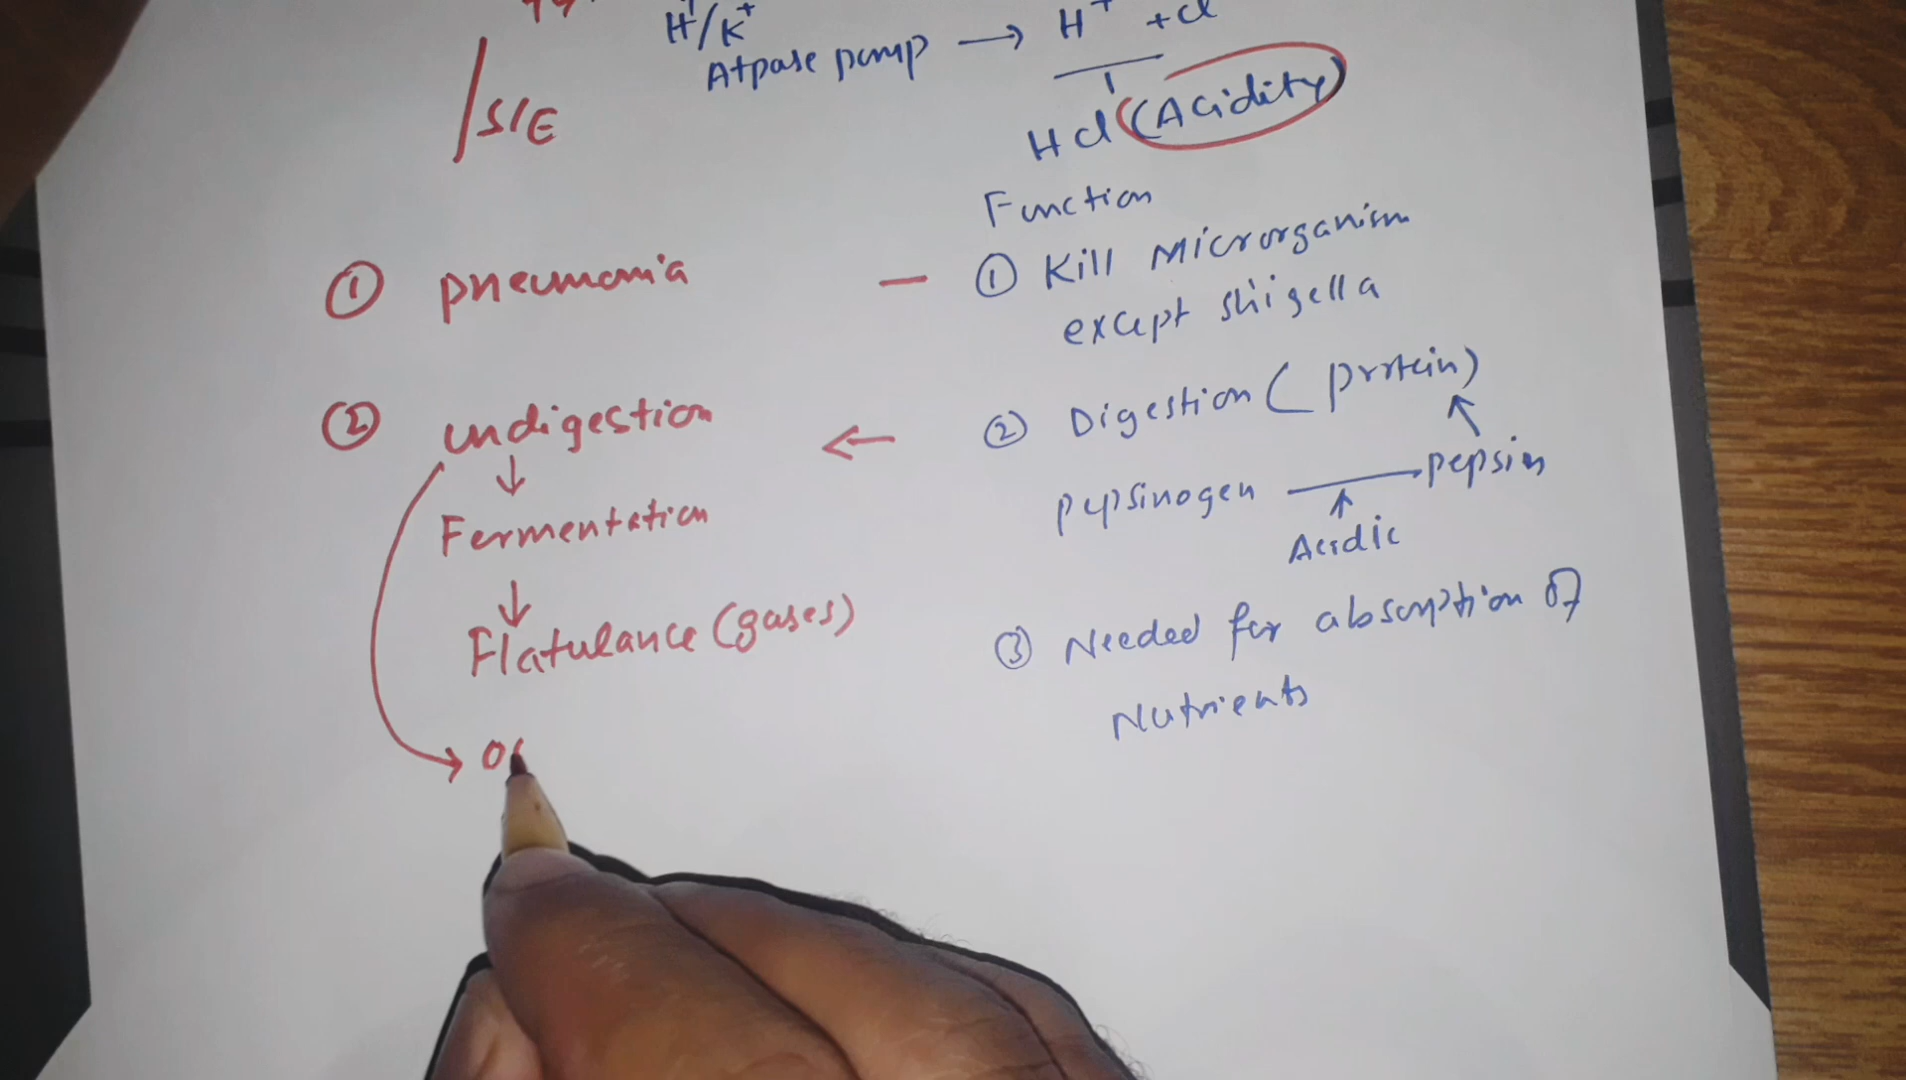 H+/K+
Atpase pump → H+ + Cl
HCl (Acidity)
S/E
Function
① pneumonia — ① Kill Microrganism
except shigella
② undigestion ← ② Digestion (protein)
↓
Fermentation
pepsinogen → pepsin
↑
Acidic
↓
Flatulance (gases)
③ Needed for absorption of
Nutrients